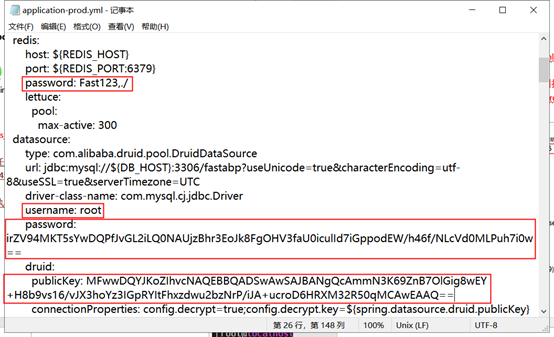 application-prod.yml - 记事本
文件(F) 编辑(E) 格式(O) 查看(V) 帮助(H)
redis:
host: ${REDIS_HOST}
port: ${REDIS_PORT:6379}
password: Fast123,./
lettuce:
pool:
max-active: 300
datasource:
type: com.alibaba.druid.pool.DruidDataSource
url: jdbc:mysql://${DB_HOST}:3306/fastabp?useUnicode=true&characterEncoding=utf-
8&useSSL=true&serverTimezone=UTC
driver-class-name: com.mysql.cj.jdbc.Driver
username: root
password:
irZV94MKT5sYwDQPfJvGL2iLQ0NAUjzBhr3EoJk8FgOHV3faU0iculId7iGppodEW/h46f/NLcVd0MLPuh7i0w
==
druid:
publicKey: MFwwDQYJKoZIhvcNAQEBBQADSwAwSAJBANgQcAmmN3K69ZnB7OlGig8wEY
+H8b9vs16/vJX3hoYz3IGpRYItFhxzdwu2bzNrP/iJA+ucroD6HRXM32R50qMCAwEAAQ==
connectionProperties: config.decrypt=true;config.decrypt.key=${spring.datasource.druid.publicKey}
第 26 行，第 148 列 100% Unix (LF) UTF-8